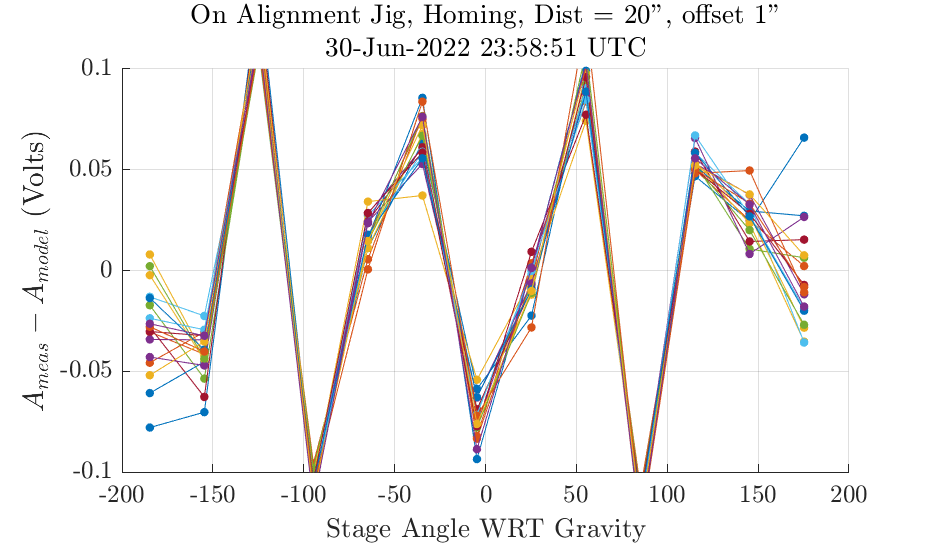 On Alignment Jig, Homing, Dist = 20", offset 1"
30-Jun-2022 23:58:51 UTC
A_meas − A_model (Volts)
0.1
0.05
0
-0.05
-0.1
-200 -150 -100 -50 0 50 100 150 200
Stage Angle WRT Gravity